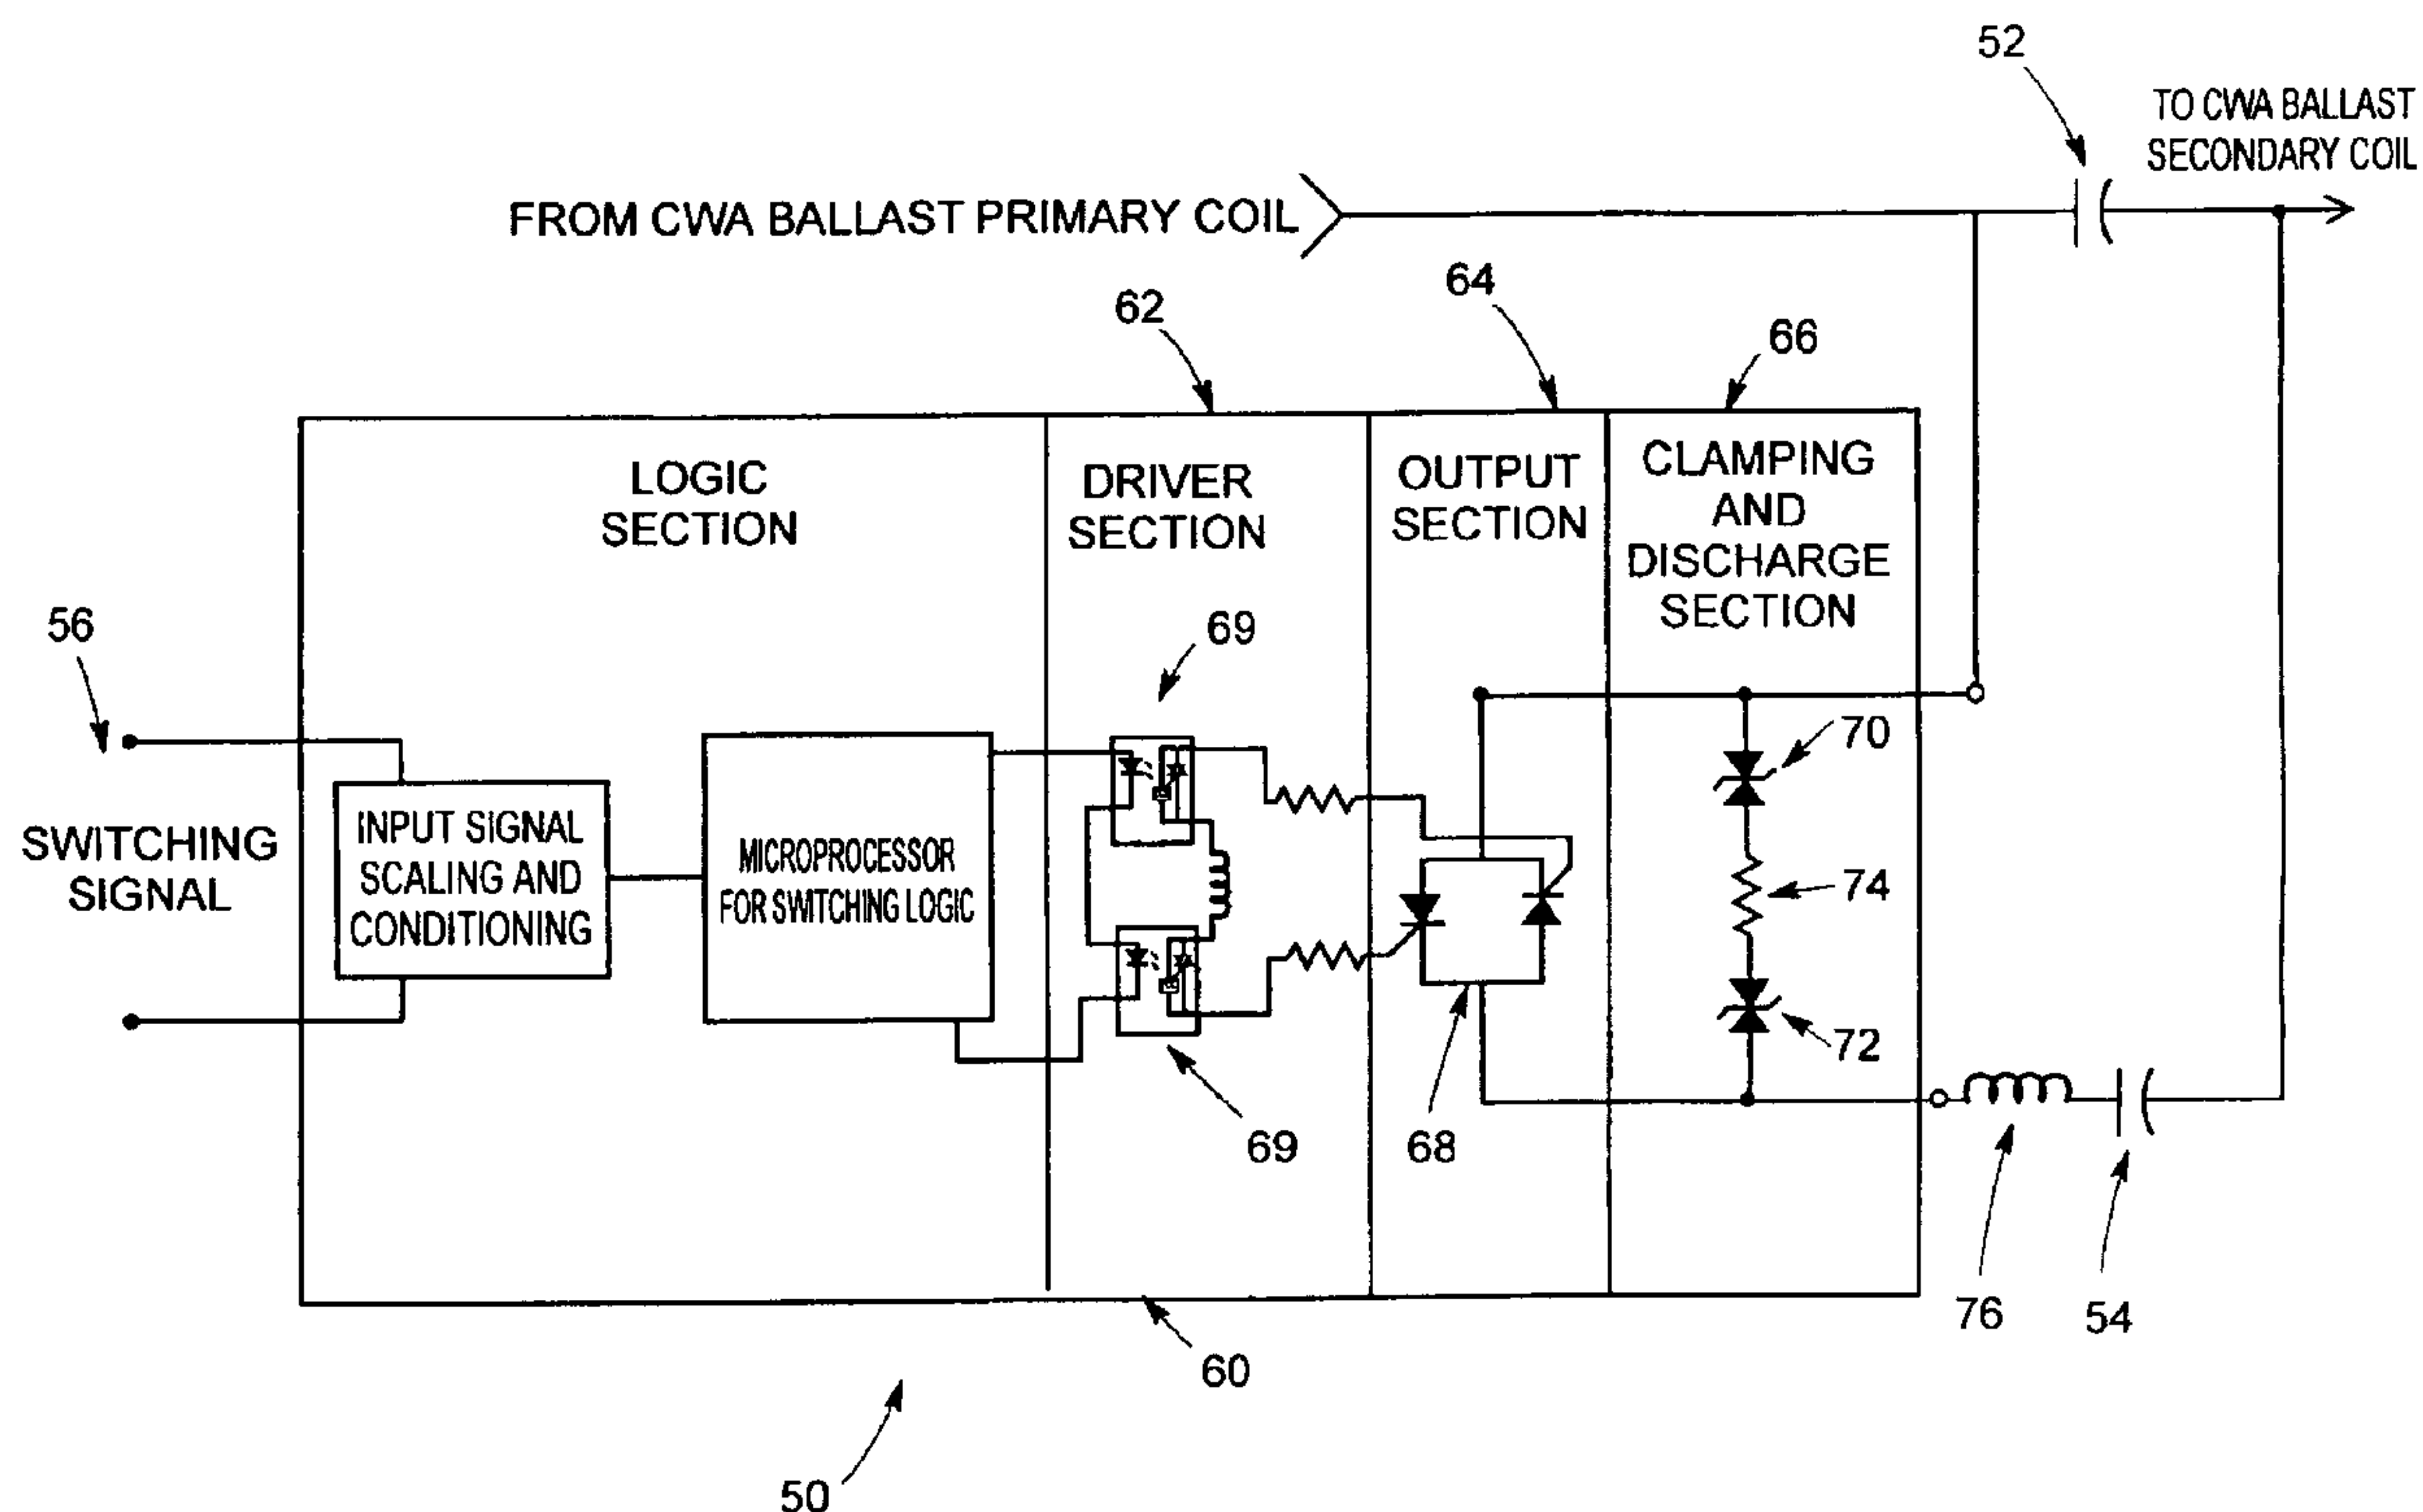 52
TO CWA BALLAST
SECONDARY COIL
FROM CWA BALLAST PRIMARY COIL
62
64
66
LOGIC
SECTION
DRIVER
SECTION
OUTPUT
SECTION
CLAMPING
AND
DISCHARGE
SECTION
56
69
70
SWITCHING
SIGNAL
INPUT SIGNAL
SCALING AND
CONDITIONING
MICROPROCESSOR
FOR SWITCHING LOGIC
74
72
69
68
76
54
60
50